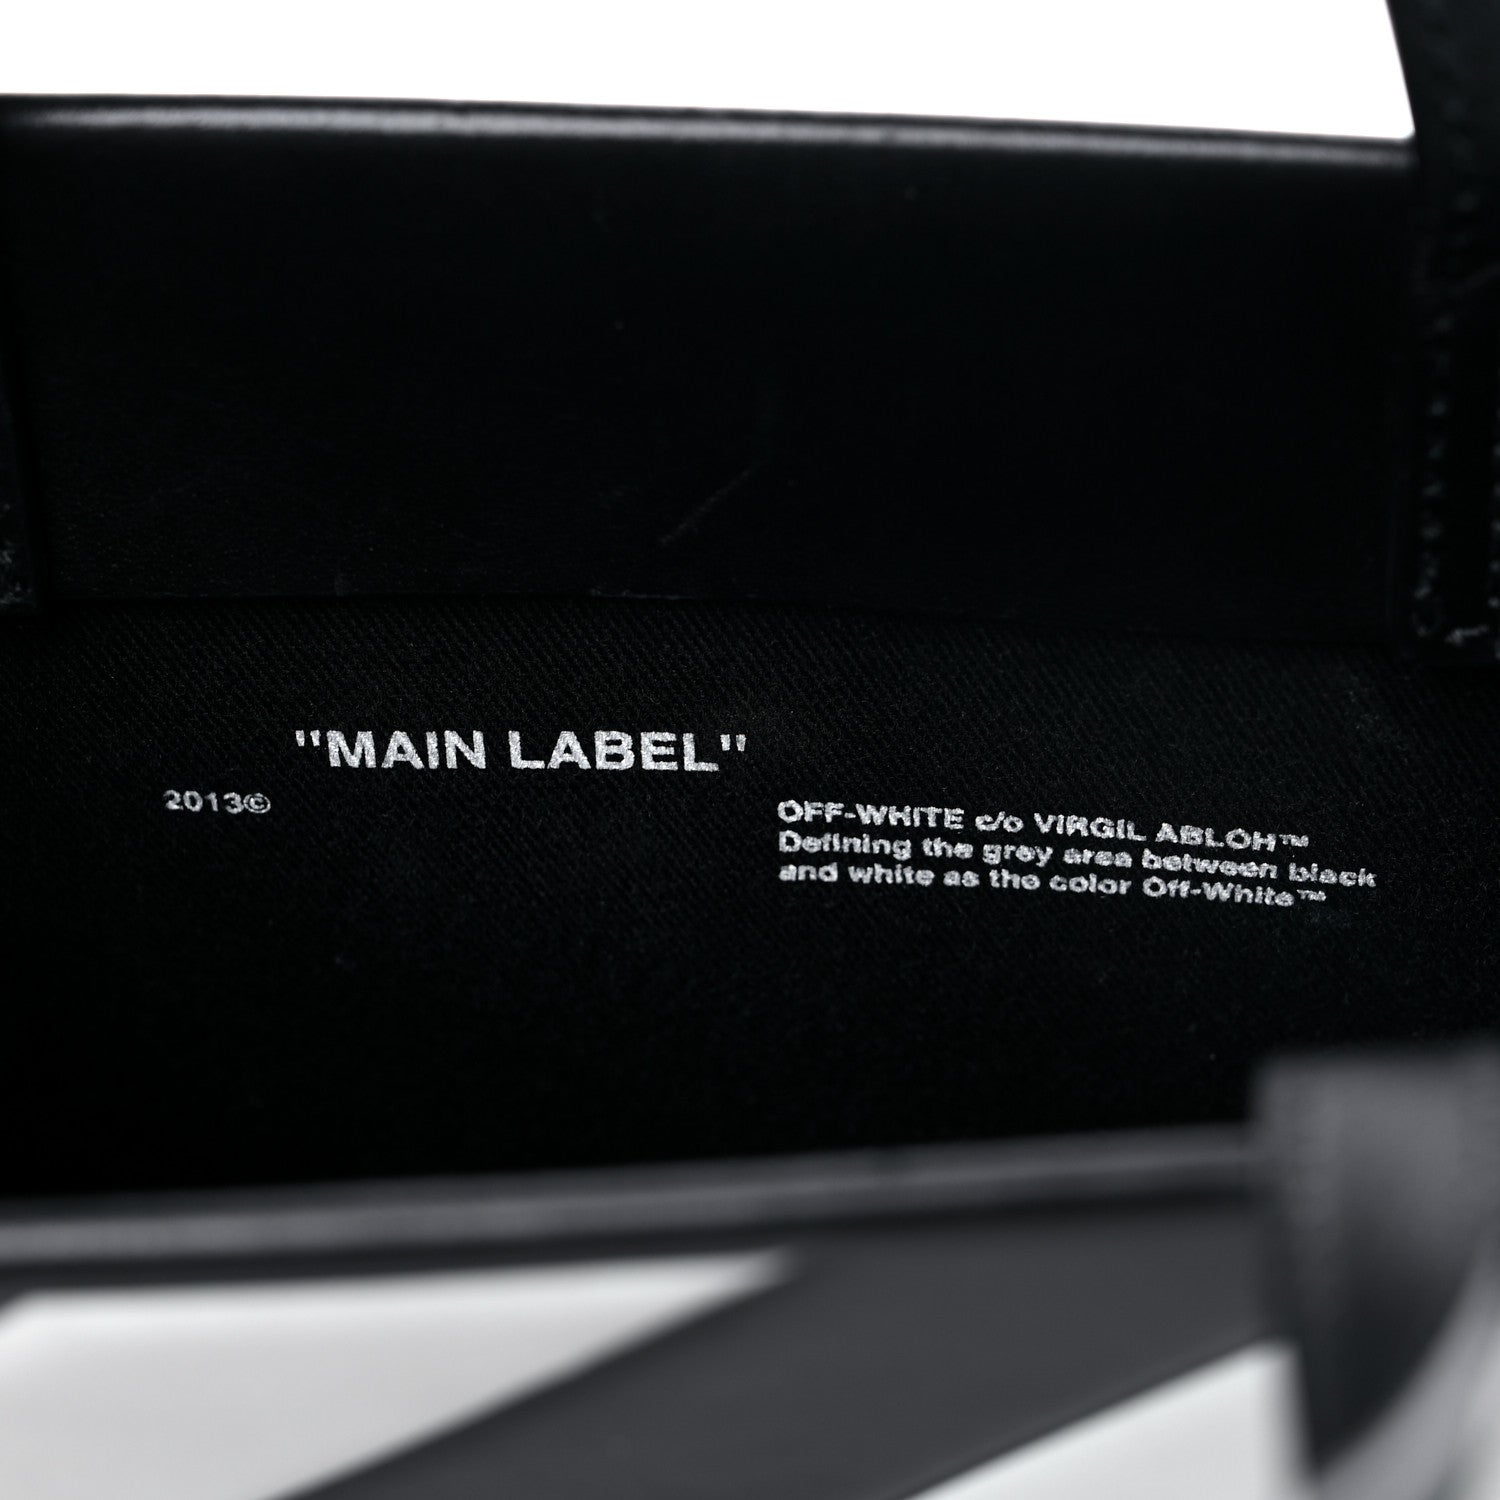 "MAIN LABEL"
2013©
OFF-WHITE c/o VIRGIL ABLOH™
Defining the grey area between black
and white as the color Off-White™